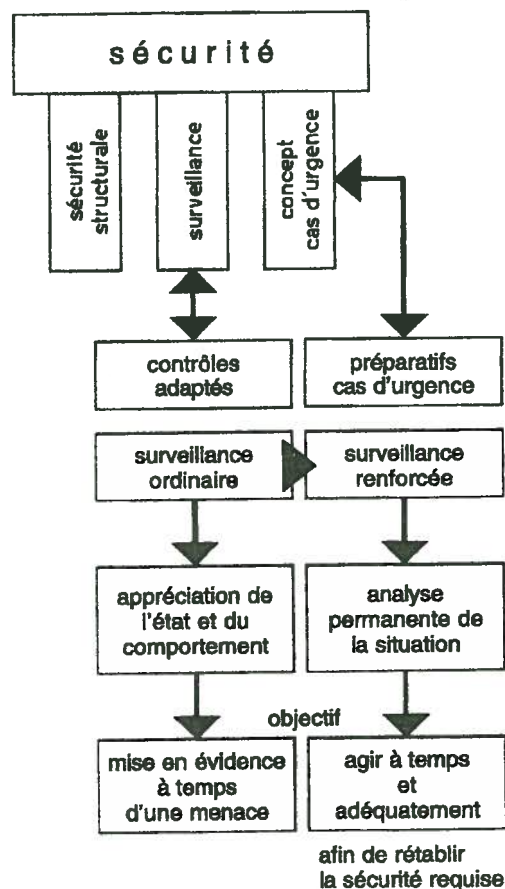 sécurité
sécurité
structurale
surveillance
concept
cas d'urgence
contrôles
adaptés
préparatifs
cas d'urgence
surveillance
ordinaire
surveillance
renforcée
appréciation de
l'état et du
comportement
analyse
permanente de
la situation
objectif
mise en évidence
à temps
d'une menace
agir à temps
et
adéquatement
afin de rétablir
la sécurité requise